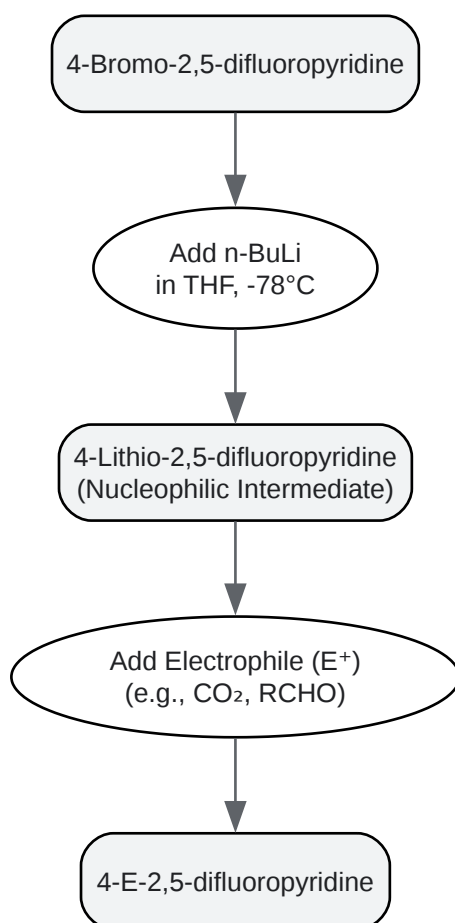 4-Bromo-2,5-difluoropyridine
Add n-BuLi
in THF, -78°C
4-Lithio-2,5-difluoropyridine
(Nucleophilic Intermediate)
Add Electrophile (E⁺)
(e.g., CO₂, RCHO)
4-E-2,5-difluoropyridine